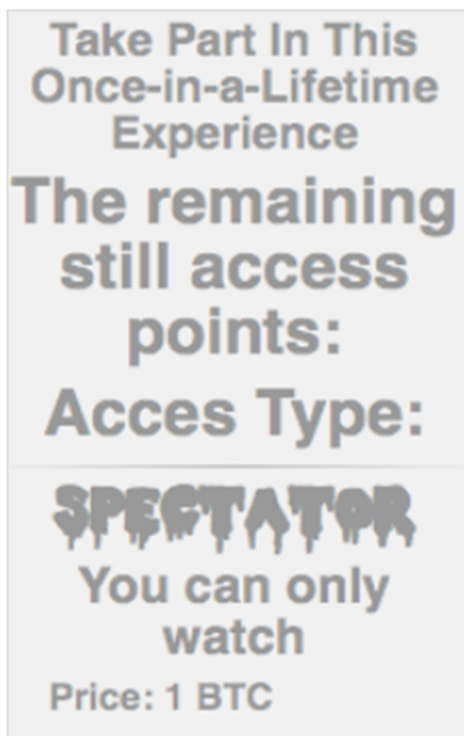 Take Part In This
Once-in-a-Lifetime
Experience
The remaining
still access
points:
Acces Type:
SPECTATOR
You can only
watch
Price: 1 BTC